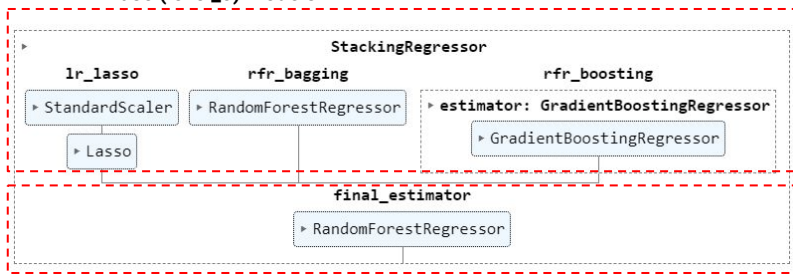 StackingRegressor
lr_lasso rfr_bagging rfr_boosting
StandardScaler RandomForestRegressor estimator: GradientBoostingRegressor
GradientBoostingRegressor
Lasso
final_estimator
RandomForestRegressor